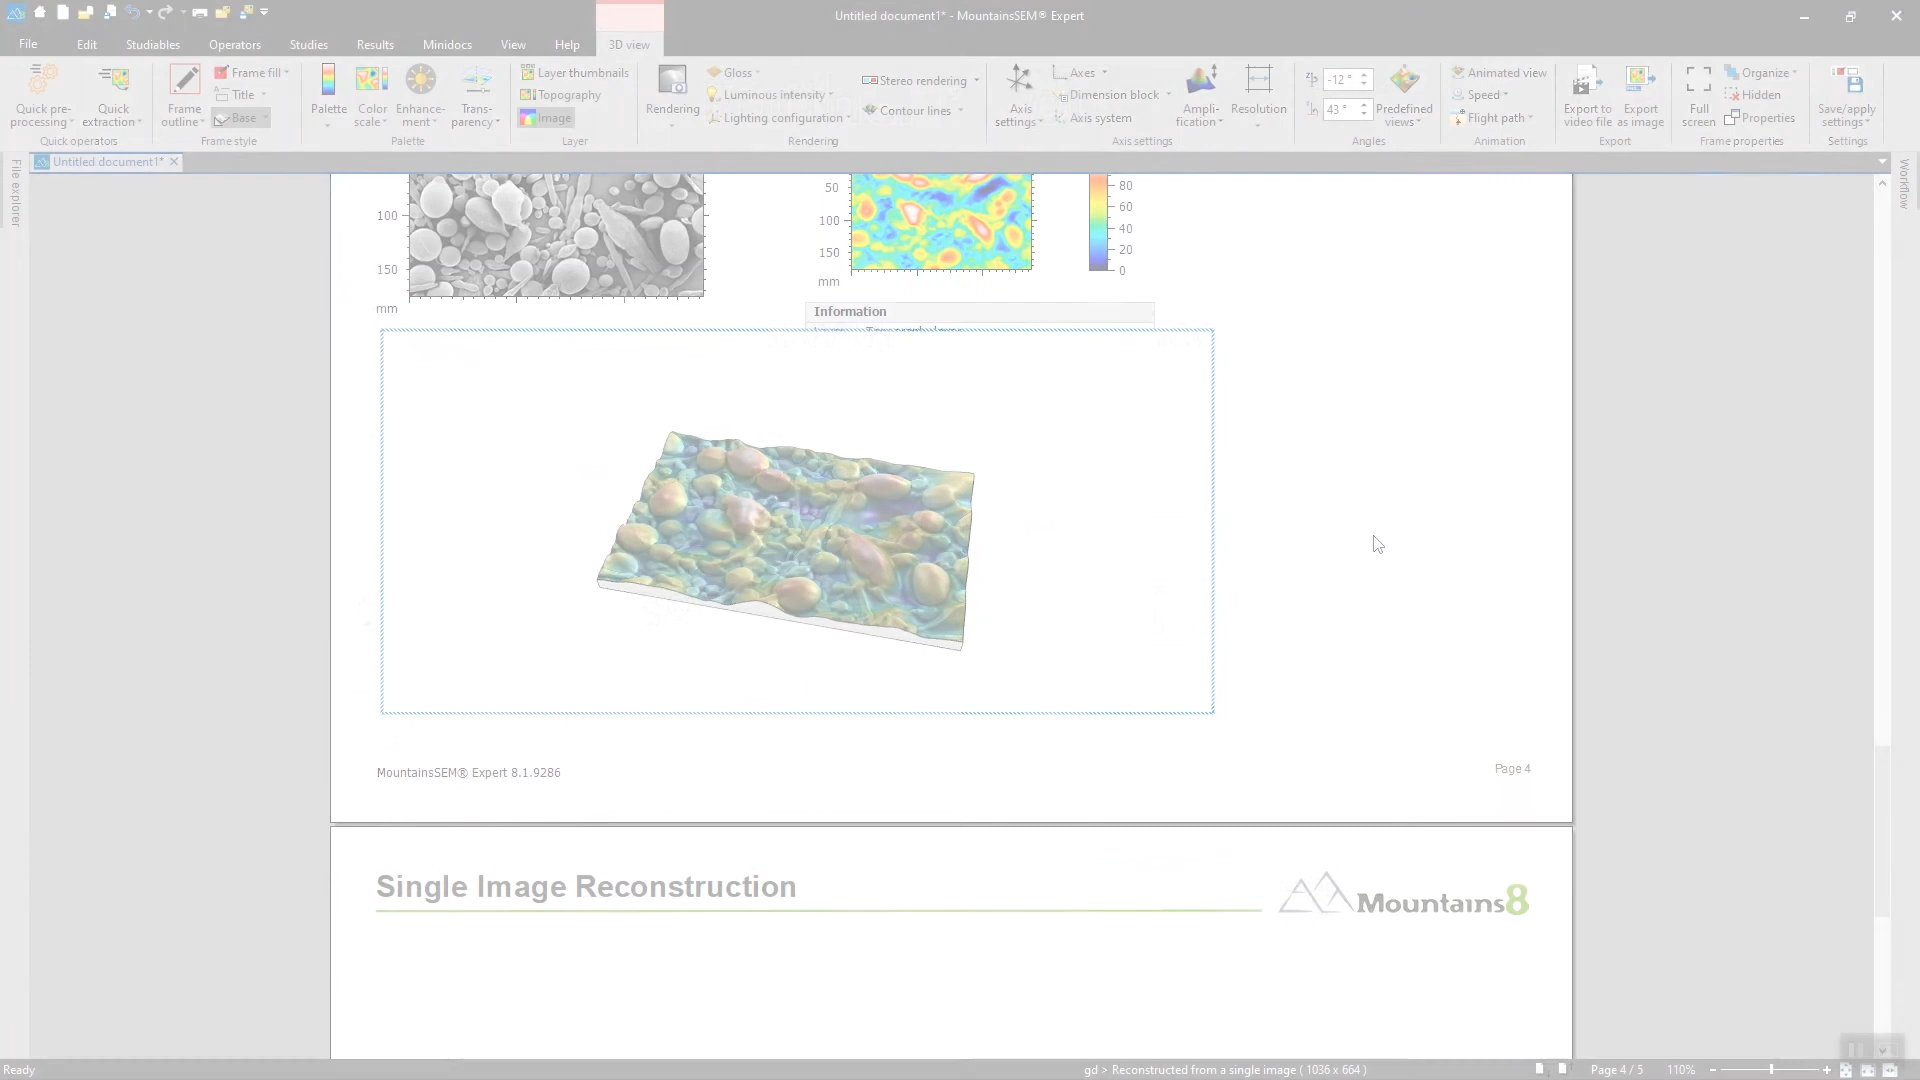 Untitled document1* - MountainsSEM® Expert
File Edit Studiables Operators Studies Results Minidocs View Help 3D view
Quick pre-processing
Quick extraction
Quick operators
Frame outline
Frame fill
Title
Base
Frame style
Palette
Color scale
Enhance-ment
Trans-parency
Palette
Layer thumbnails
Topography
Image
Layer
Rendering
Gloss
Luminous intensity
Lighting configuration
Stereo rendering
Contour lines
Rendering
Axis settings
Axes
Dimension block
Axis system
Ampli-fication
Resolution
Axis settings
-12 °
43 °
Predefined views
Angles
Animated view
Speed
Flight path
Animation
Export to video file
Export as image
Export
Full screen
Organize
Hidden
Properties
Frame properties
Save/apply settings
Settings
File explorer
Untitled document1*
Workflow
100
150
mm
50
100
150
mm
80
60
40
20
0
Information
MountainsSEM® Expert 8.1.9286
Page 4
Single Image Reconstruction
Mountains8
Ready
gd > Reconstructed from a single image ( 1036 x 664 )
Page 4 / 5
110%